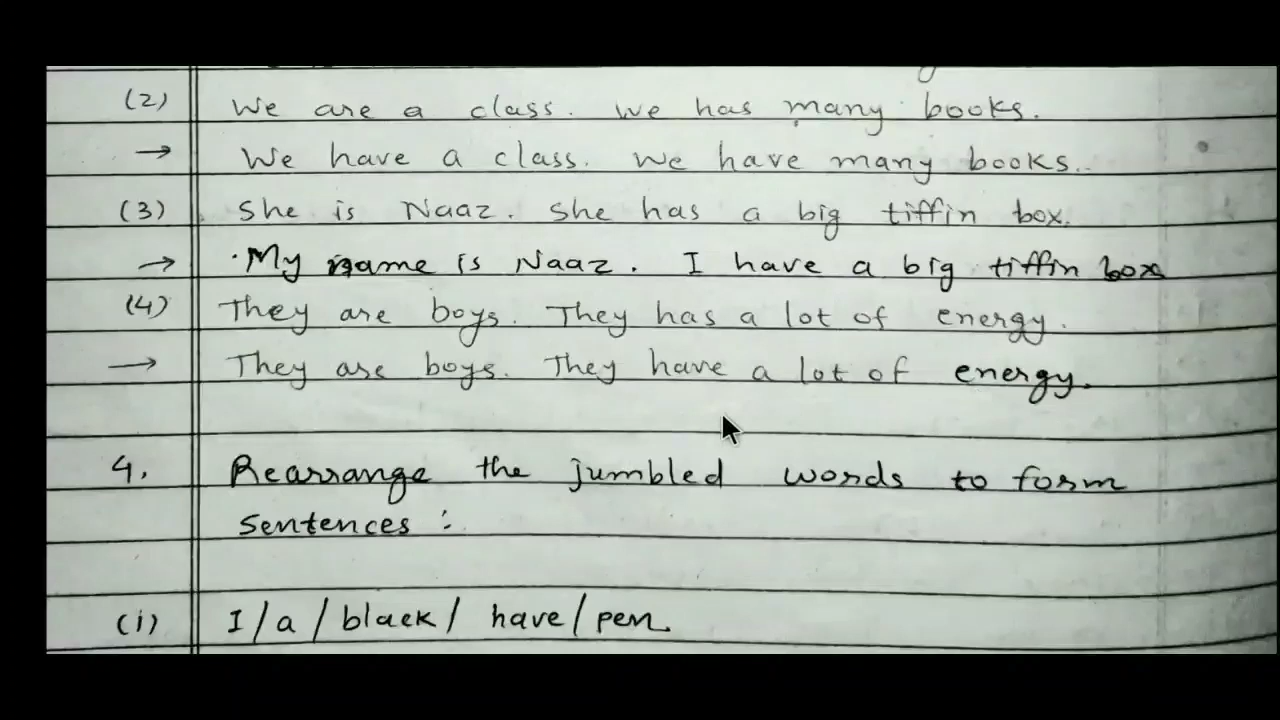 (2) We are a class. We has many books.
→ We have a class. We have many books..
(3) She is Naaz. She has a big tiffin box.
→ My name is Naaz. I have a big tiffin box
(4) They are boys. They has a lot of energy.
→ They are boys. They have a lot of energy.
4. Rearrange the jumbled words to form
sentences :
(i) I/a/black/ have/pen